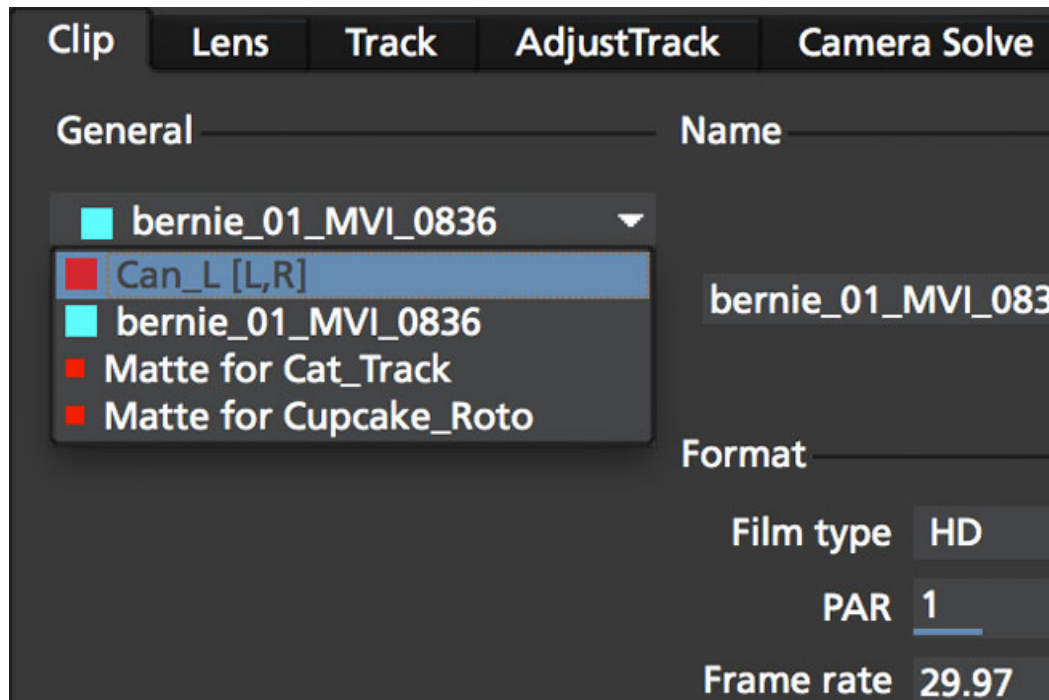 Clip Lens Track AdjustTrack Camera Solve
General
bernie_01_MVI_0836
Can_L [L,R]
bernie_01_MVI_0836
Matte for Cat_Track
Matte for Cupcake_Roto
Name
bernie_01_MVI_083
Format
Film type HD
PAR 1
Frame rate 29.97